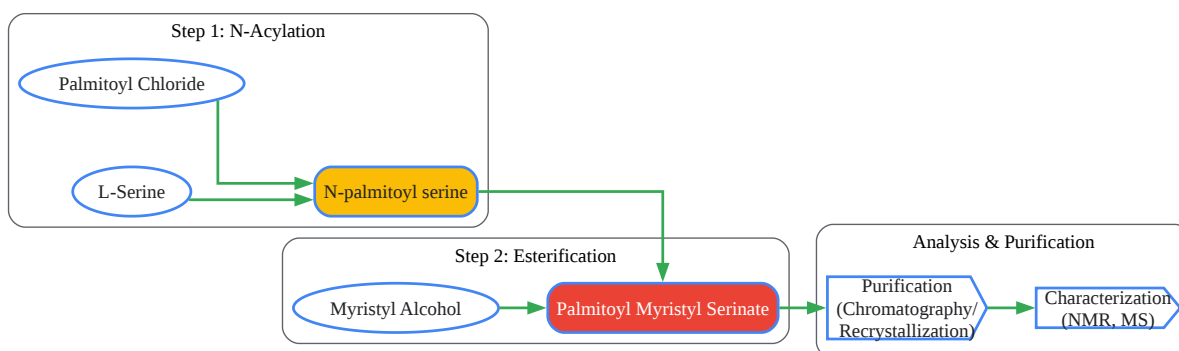 Step 1: N-Acylation
Palmitoyl Chloride
L-Serine
N-palmitoyl serine
Step 2: Esterification
Myristyl Alcohol
Palmitoyl Myristyl Serinate
Analysis & Purification
Purification
(Chromatography/
Recrystallization)
Characterization
(NMR, MS)